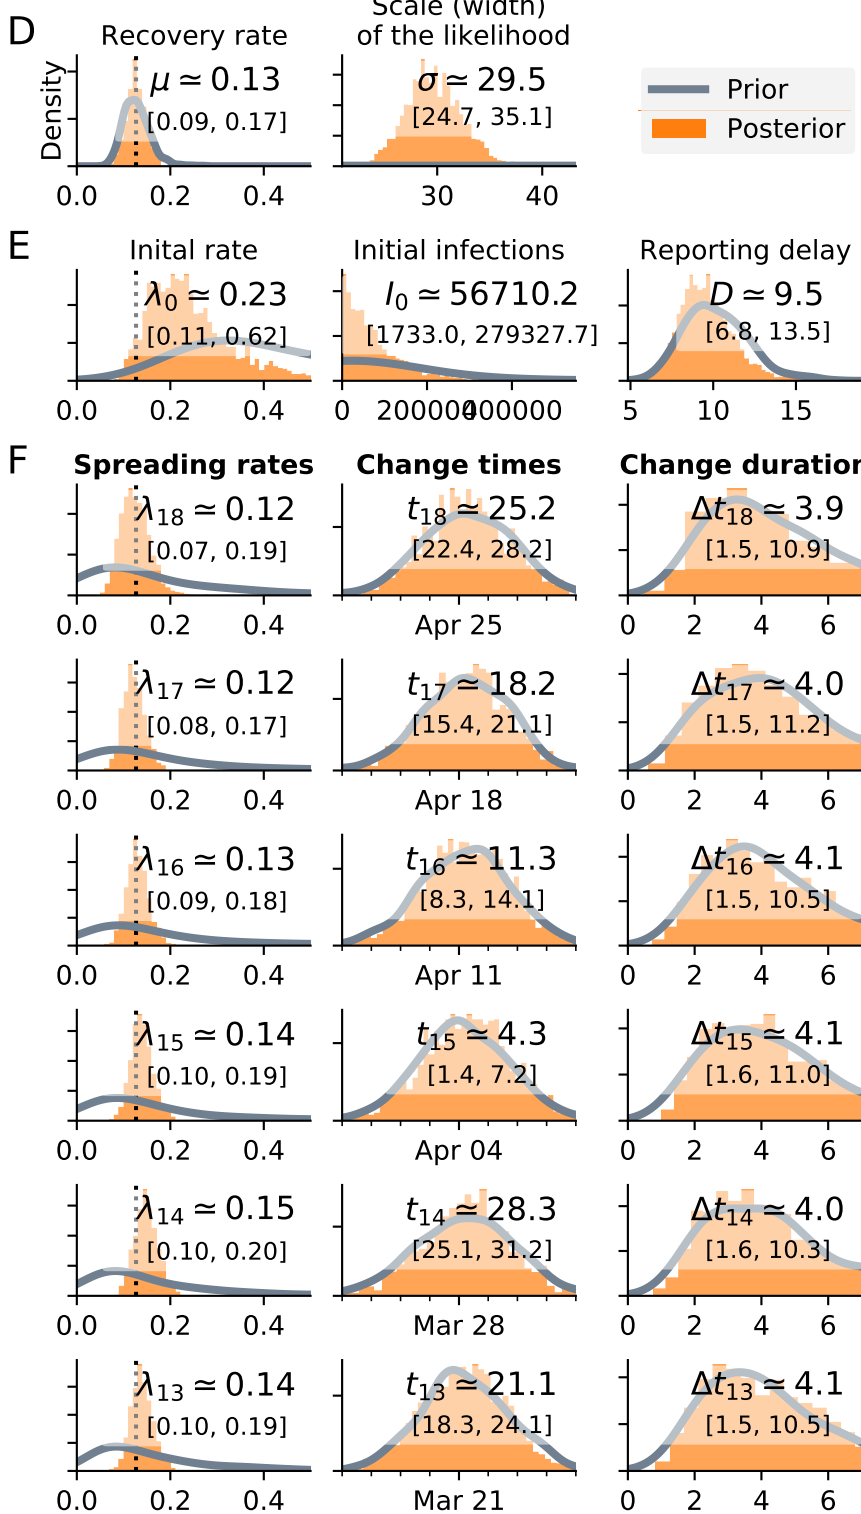 D
Recovery rate
Scale (width)
of the likelihood
Density
μ ≃ 0.13
[0.09, 0.17]
0.0 0.2 0.4
σ ≃ 29.5
[24.7, 35.1]
30 40
Prior
Posterior
E
Inital rate
λ0 ≃ 0.23
[0.11, 0.62]
0.0 0.2 0.4
Initial infections
I0 ≃ 56710.2
[1733.0, 279327.7]
0 200000 400000
Reporting delay
D ≃ 9.5
[6.8, 13.5]
5 10 15
F
Spreading rates
Change times
Change duration
λ18 ≃ 0.12
[0.07, 0.19]
0.0 0.2 0.4
t18 ≃ 25.2
[22.4, 28.2]
Apr 25
Δt18 ≃ 3.9
[1.5, 10.9]
0 2 4 6
λ17 ≃ 0.12
[0.08, 0.17]
0.0 0.2 0.4
t17 ≃ 18.2
[15.4, 21.1]
Apr 18
Δt17 ≃ 4.0
[1.5, 11.2]
0 2 4 6
λ16 ≃ 0.13
[0.09, 0.18]
0.0 0.2 0.4
t16 ≃ 11.3
[8.3, 14.1]
Apr 11
Δt16 ≃ 4.1
[1.5, 10.5]
0 2 4 6
λ15 ≃ 0.14
[0.10, 0.19]
0.0 0.2 0.4
t15 ≃ 4.3
[1.4, 7.2]
Apr 04
Δt15 ≃ 4.1
[1.6, 11.0]
0 2 4 6
λ14 ≃ 0.15
[0.10, 0.20]
0.0 0.2 0.4
t14 ≃ 28.3
[25.1, 31.2]
Mar 28
Δt14 ≃ 4.0
[1.6, 10.3]
0 2 4 6
λ13 ≃ 0.14
[0.10, 0.19]
0.0 0.2 0.4
t13 ≃ 21.1
[18.3, 24.1]
Mar 21
Δt13 ≃ 4.1
[1.5, 10.5]
0 2 4 6